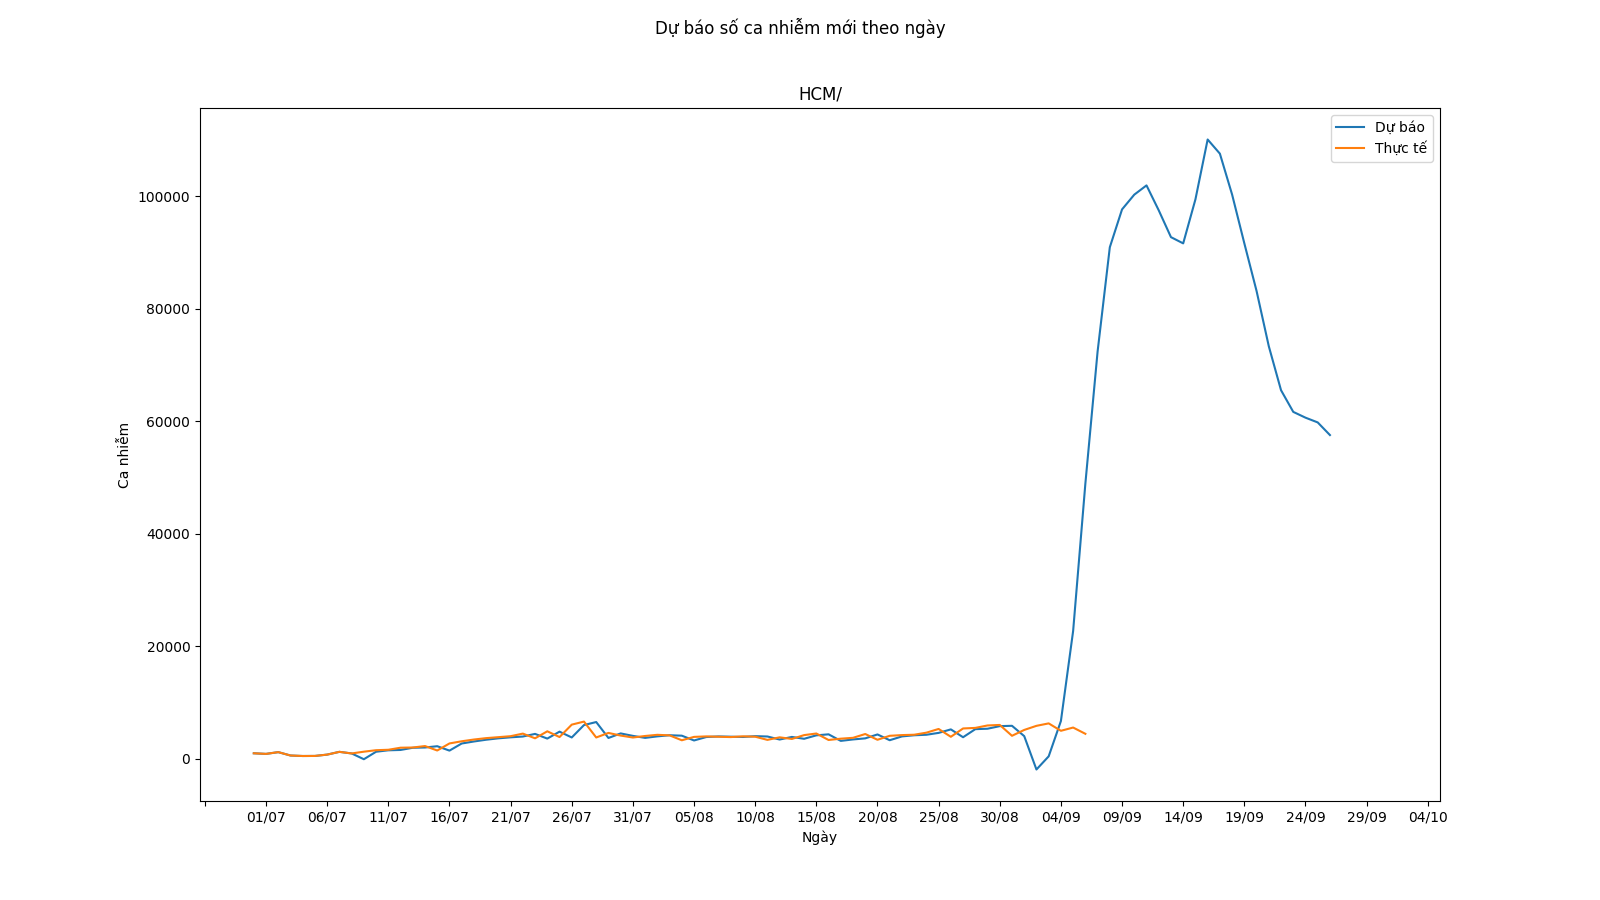 Dự báo số ca nhiễm mới theo ngày
HCM/
Dự báo
Thực tế
100000
80000
60000
40000
20000
0
Ca nhiễm
01/07 06/07 11/07 16/07 21/07 26/07 31/07 05/08 10/08 15/08 20/08 25/08 30/08 04/09 09/09 14/09 19/09 24/09 29/09 04/10
Ngày